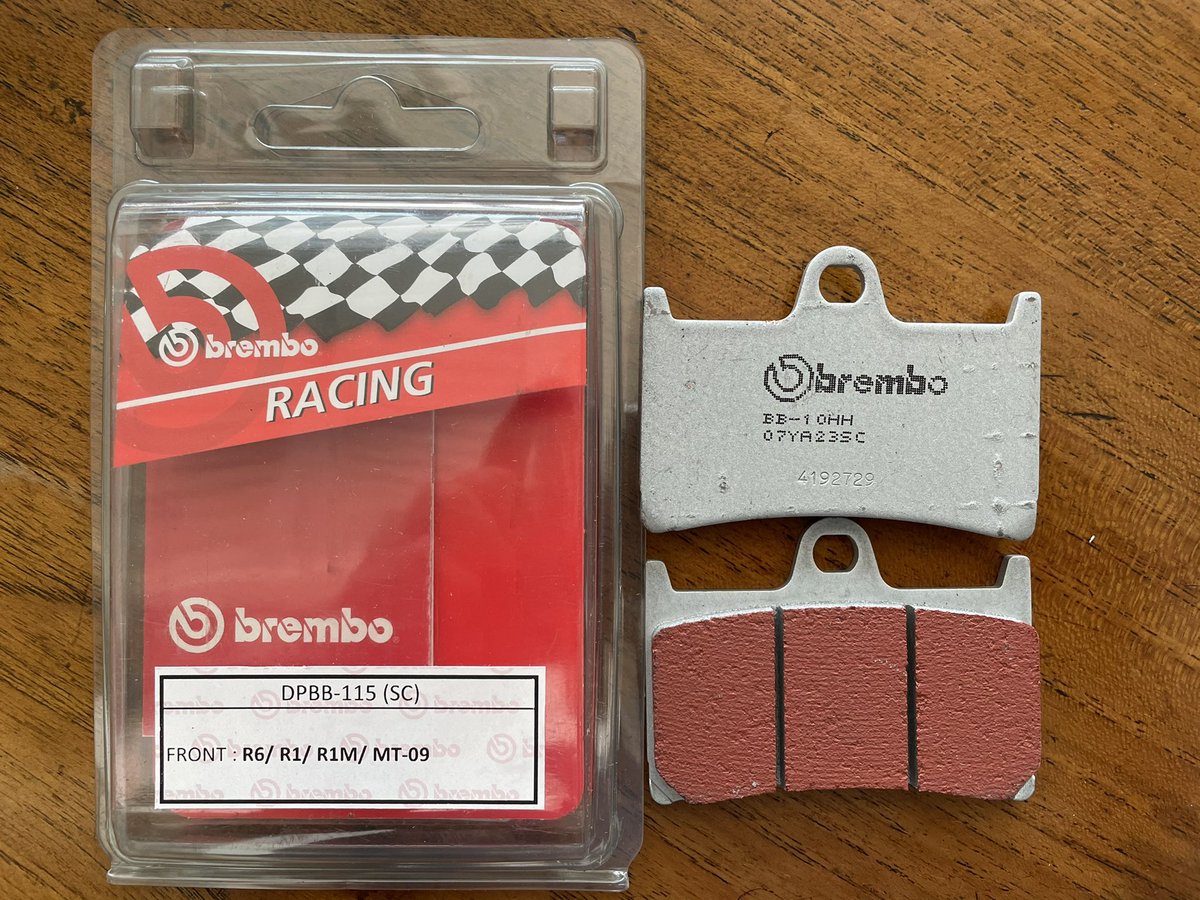 brembo
RACING
brembo
DPBB-115 (SC)
FRONT : R6/ R1/ R1M/ MT-09
brembo
BB-10HH
07YA23SC
4192729